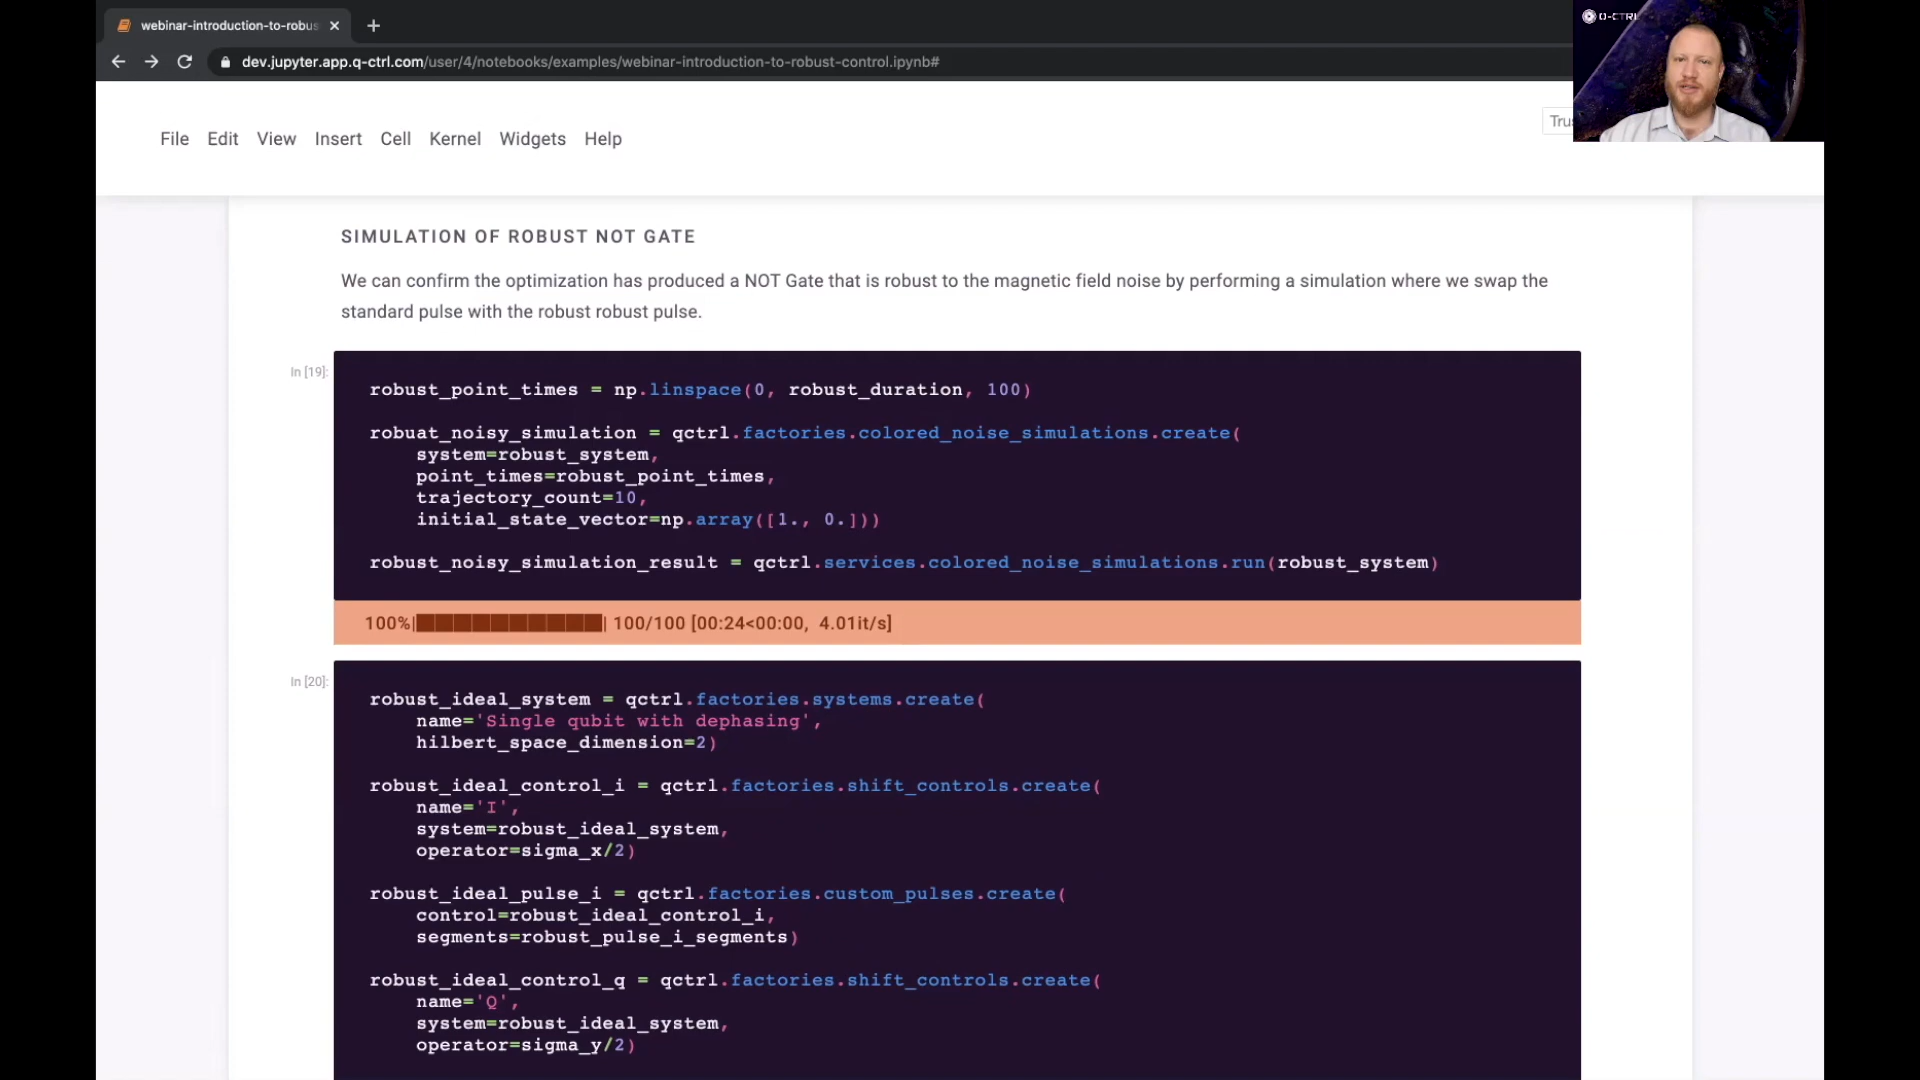 webinar-introduction-to-robus
dev.jupyter.app.q-ctrl.com/user/4/notebooks/examples/webinar-introduction-to-robust-control.ipynb#
Q-CTRL
File Edit View Insert Cell Kernel Widgets Help
Trus
SIMULATION OF ROBUST NOT GATE
We can confirm the optimization has produced a NOT Gate that is robust to the magnetic field noise by performing a simulation where we swap the
standard pulse with the robust robust pulse.
In [19]:
robust_point_times = np.linspace(0, robust_duration, 100)
robuat_noisy_simulation = qctrl.factories.colored_noise_simulations.create(
system=robust_system,
point_times=robust_point_times,
trajectory_count=10,
initial_state_vector=np.array([1., 0.]))
robust_noisy_simulation_result = qctrl.services.colored_noise_simulations.run(robust_system)
100%|██████████| 100/100 [00:24<00:00, 4.01it/s]
In [20]:
robust_ideal_system = qctrl.factories.systems.create(
name='Single qubit with dephasing',
hilbert_space_dimension=2)
robust_ideal_control_i = qctrl.factories.shift_controls.create(
name='I',
system=robust_ideal_system,
operator=sigma_x/2)
robust_ideal_pulse_i = qctrl.factories.custom_pulses.create(
control=robust_ideal_control_i,
segments=robust_pulse_i_segments)
robust_ideal_control_q = qctrl.factories.shift_controls.create(
name='Q',
system=robust_ideal_system,
operator=sigma_y/2)